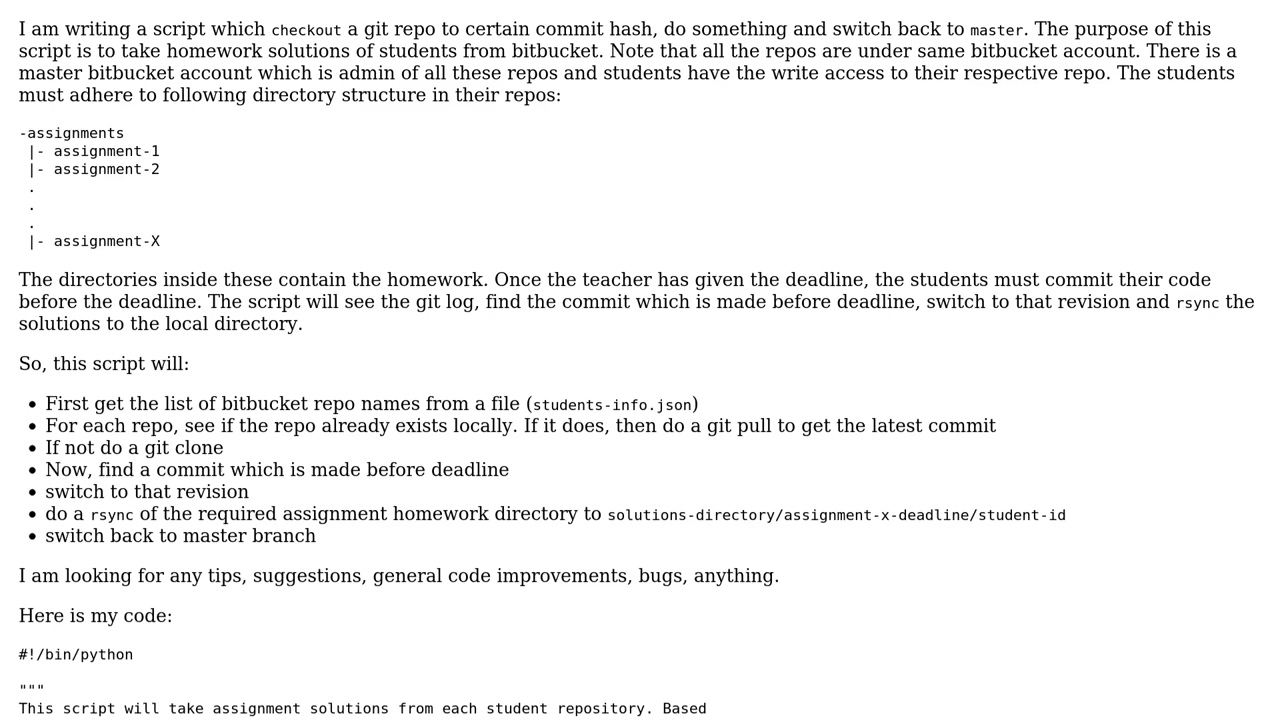 I am writing a script which checkout a git repo to certain commit hash, do something and switch back to master. The purpose of this
script is to take homework solutions of students from bitbucket. Note that all the repos are under same bitbucket account. There is a
master bitbucket account which is admin of all these repos and students have the write access to their respective repo. The students
must adhere to following directory structure in their repos:
-assignments
|- assignment-1
|- assignment-2
.
.
.
|- assignment-X
The directories inside these contain the homework. Once the teacher has given the deadline, the students must commit their code
before the deadline. The script will see the git log, find the commit which is made before deadline, switch to that revision and rsync the
solutions to the local directory.
So, this script will:
• First get the list of bitbucket repo names from a file (students-info.json)
• For each repo, see if the repo already exists locally. If it does, then do a git pull to get the latest commit
• If not do a git clone
• Now, find a commit which is made before deadline
• switch to that revision
• do a rsync of the required assignment homework directory to solutions-directory/assignment-x-deadline/student-id
• switch back to master branch
I am looking for any tips, suggestions, general code improvements, bugs, anything.
Here is my code:
#!/bin/python
"""
This script will take assignment solutions from each student repository. Based